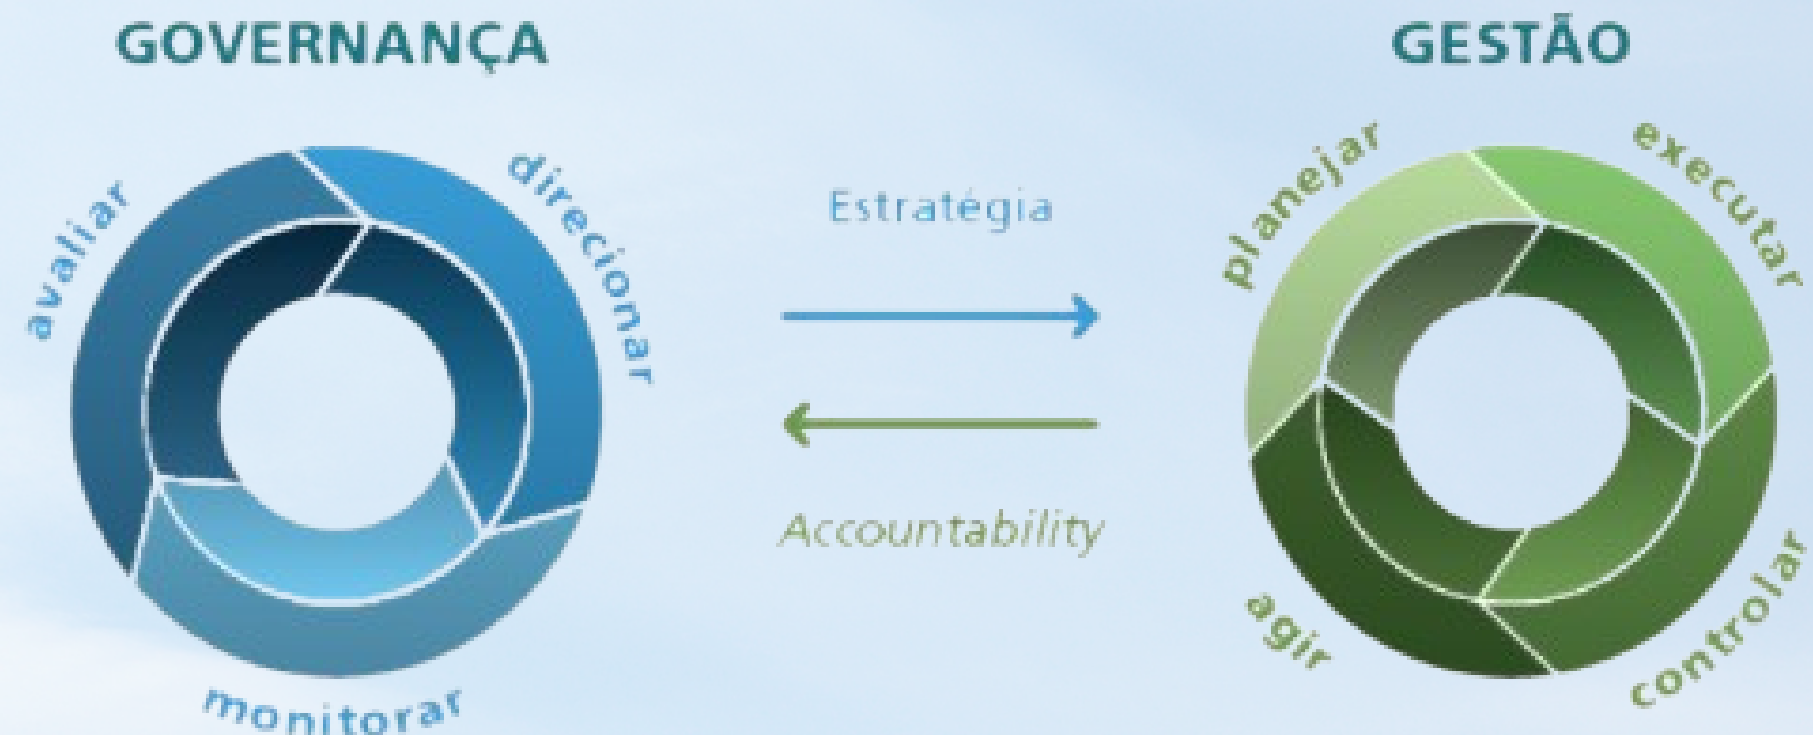 GOVERNANÇA
GESTÃO
avaliar
direcionar
monitorar
Estratégia
Accountability
planejar
executar
controlar
agir